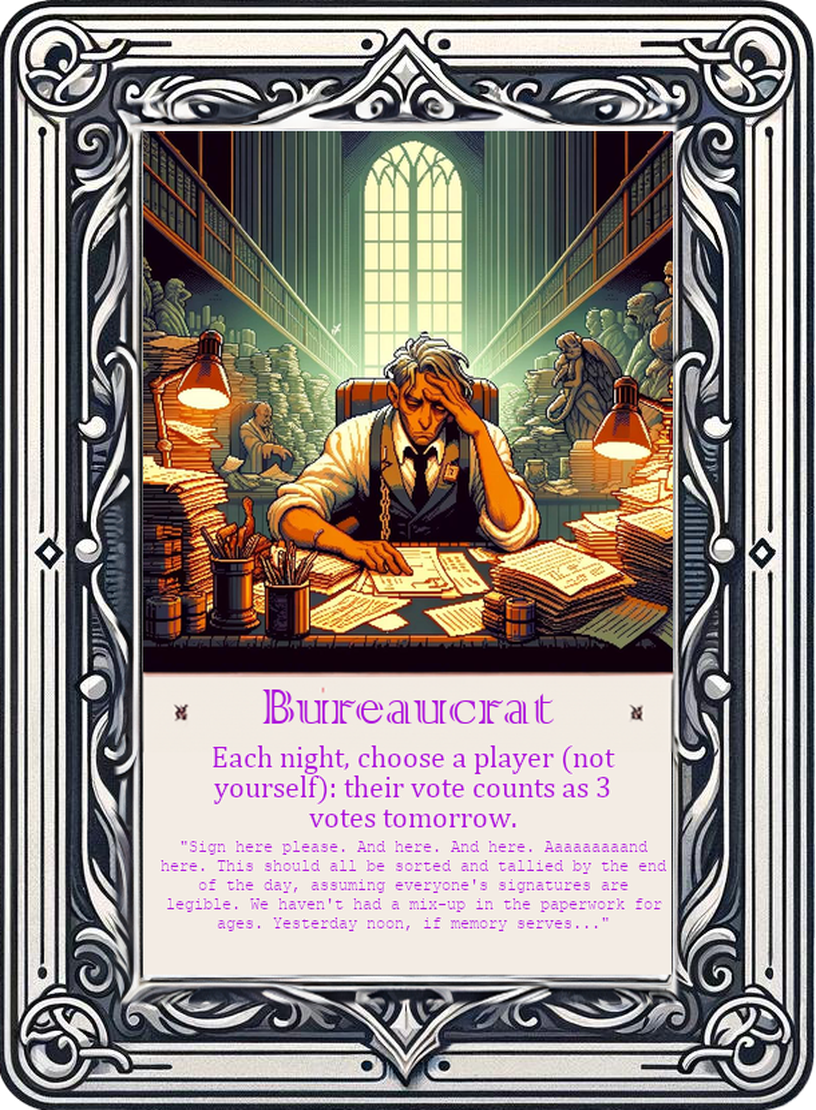 Bureaucrat
Each night, choose a player (not
yourself): their vote counts as 3
votes tomorrow.
"Sign here please. And here. And here. Aaaaaaaaand
here. This should all be sorted and tallied by the end
of the day, assuming everyone's signatures are
legible. We haven't had a mix-up in the paperwork for
ages. Yesterday noon, if memory serves..."